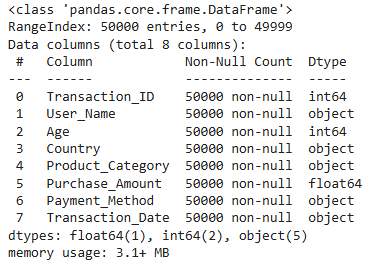 <class 'pandas.core.frame.DataFrame'>
RangeIndex: 50000 entries, 0 to 49999
Data columns (total 8 columns):
 #   Column            Non-Null Count  Dtype
---  ------            --------------  -----
 0   Transaction_ID    50000 non-null  int64
 1   User_Name         50000 non-null  object
 2   Age               50000 non-null  int64
 3   Country           50000 non-null  object
 4   Product_Category  50000 non-null  object
 5   Purchase_Amount   50000 non-null  float64
 6   Payment_Method    50000 non-null  object
 7   Transaction_Date  50000 non-null  object
dtypes: float64(1), int64(2), object(5)
memory usage: 3.1+ MB